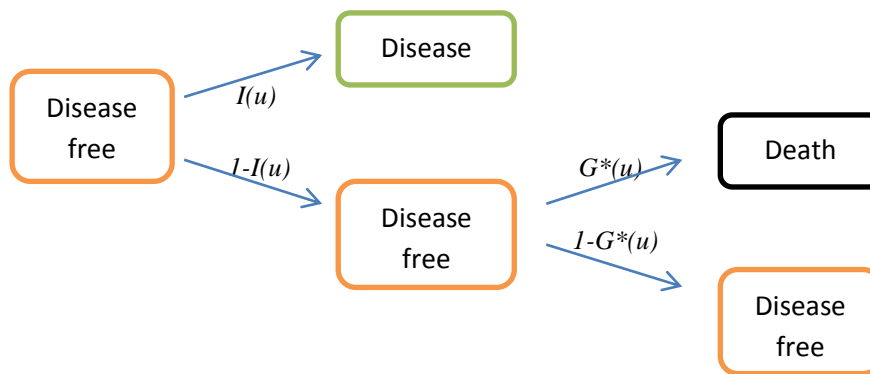 Disease
Disease
free
I(u)
1-I(u)
Disease
free
G*(u)
1-G*(u)
Death
Disease
free